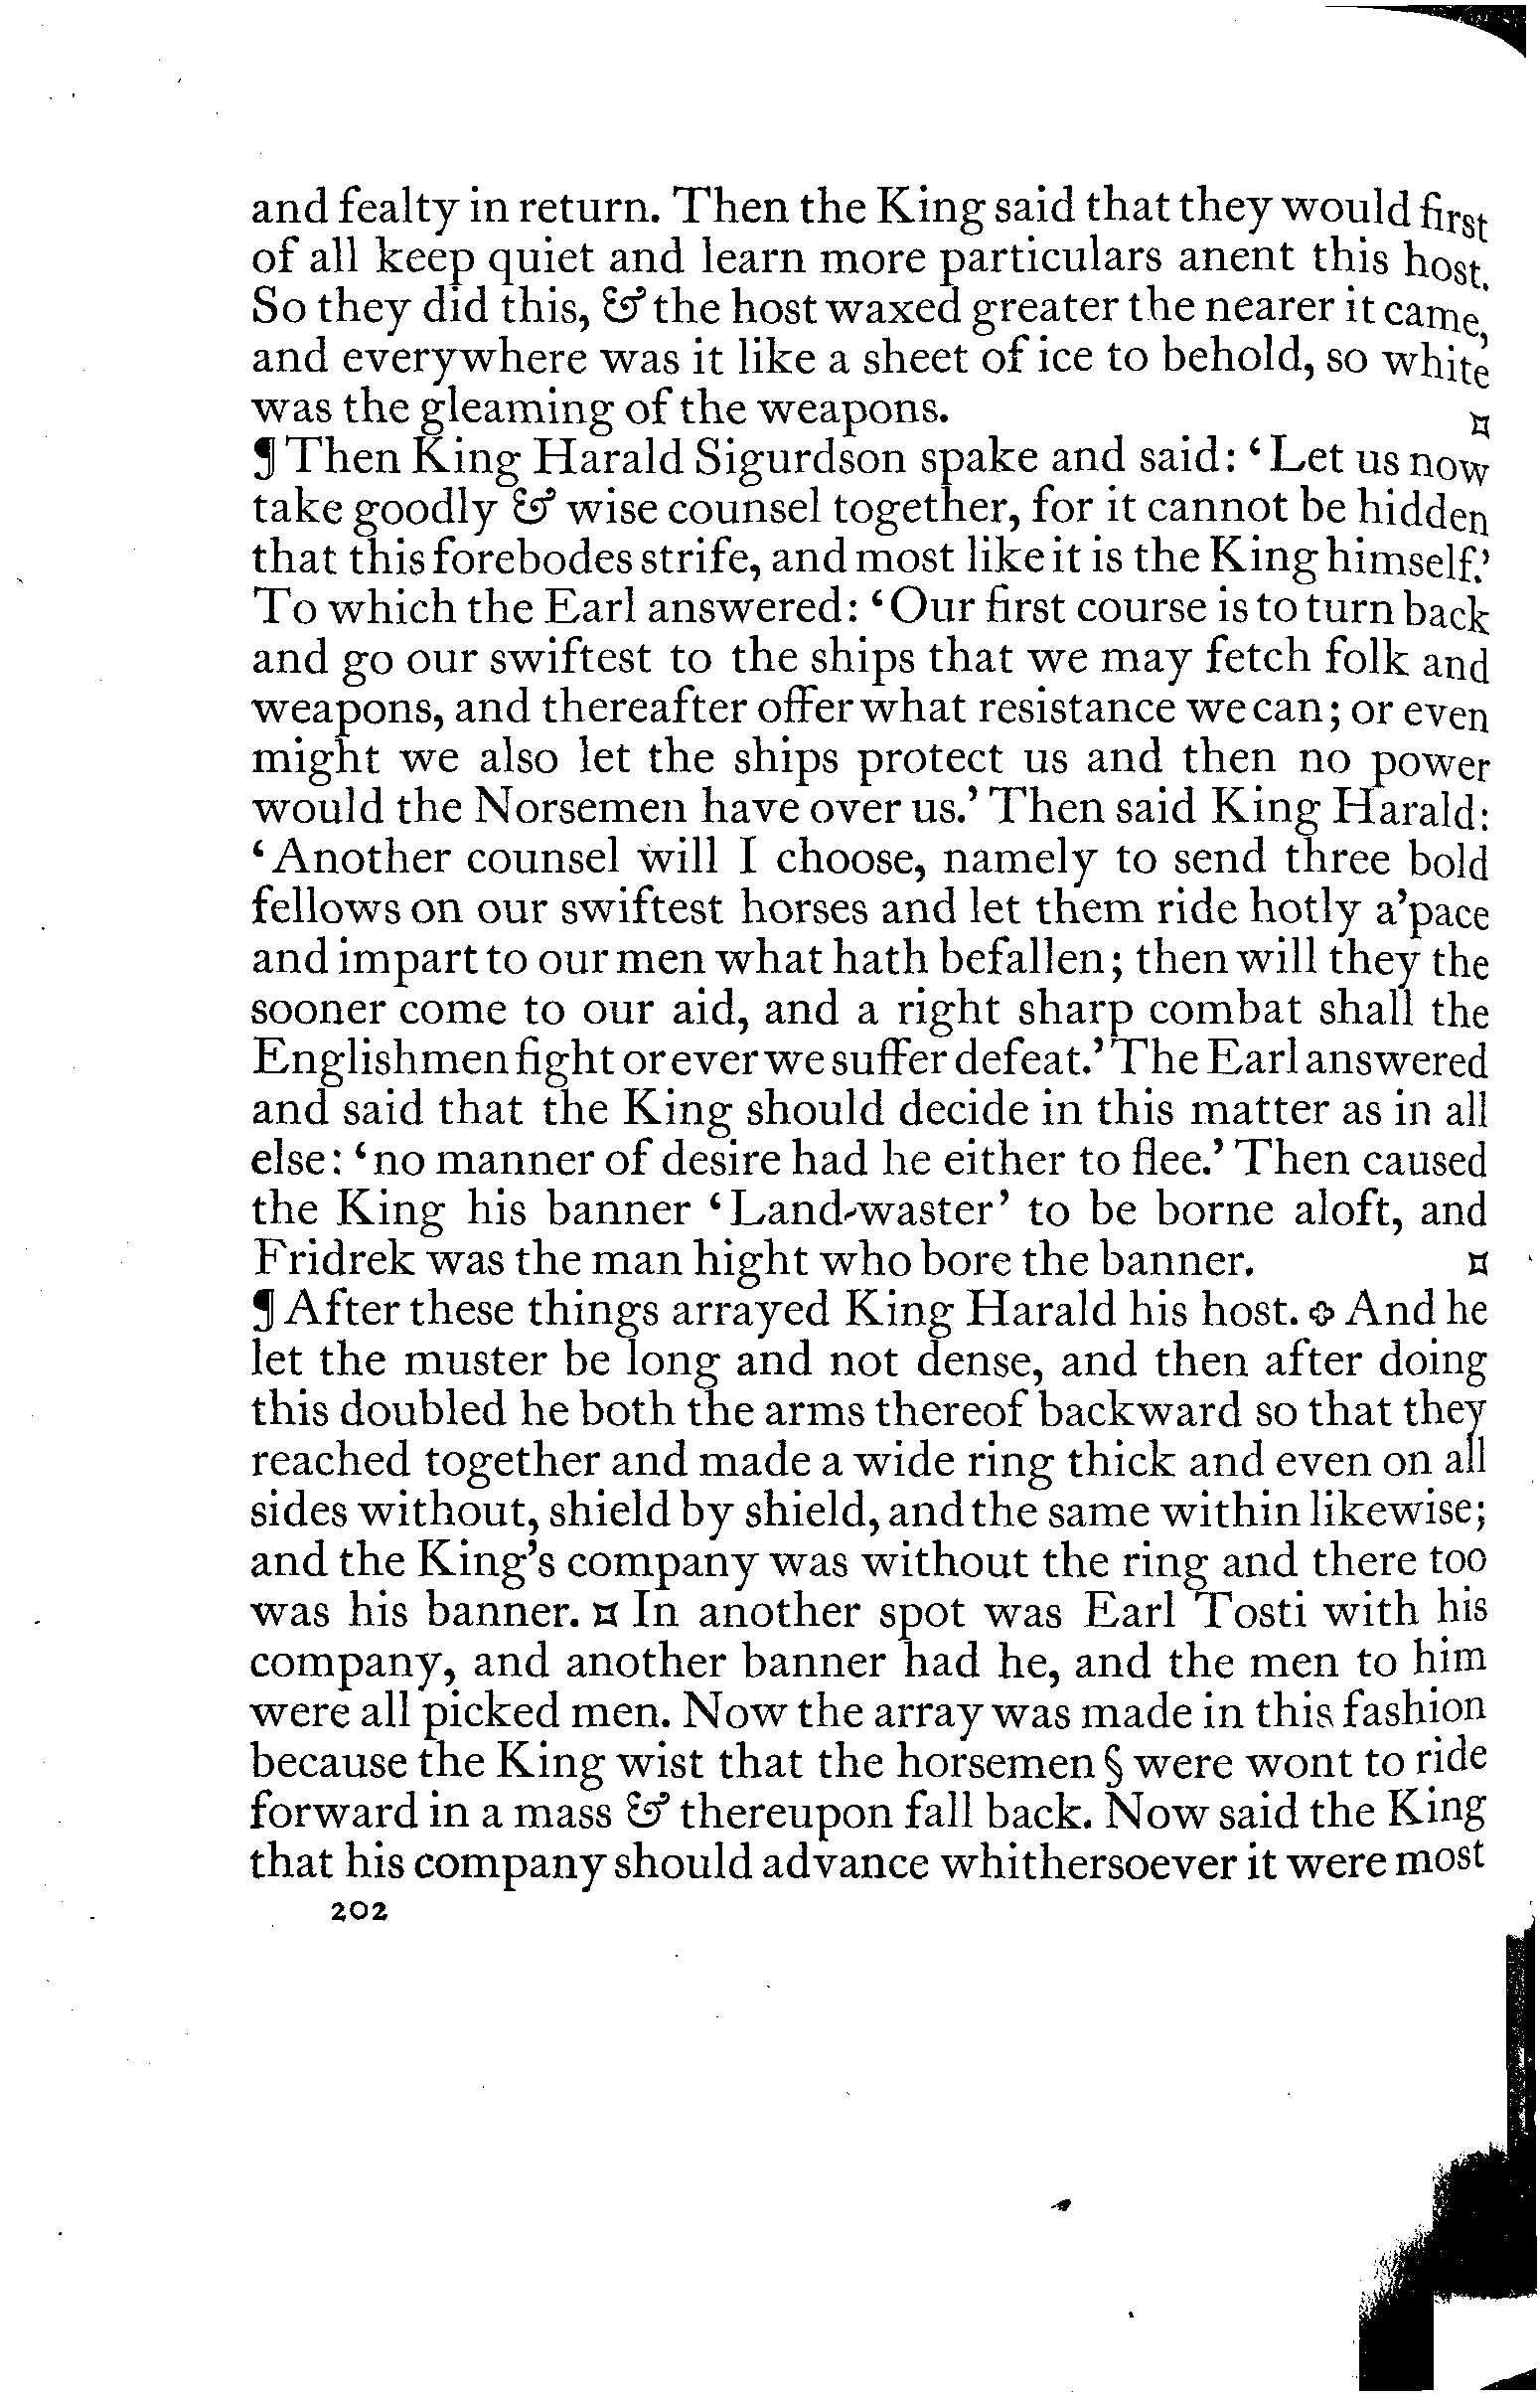 and fealty in return. Then the King said that they would first
of all keep quiet and learn more particulars anent this host.
So they did this, & the host waxed greater the nearer it came,
and everywhere was it like a sheet of ice to behold, so white
was the gleaming of the weapons. ¤
¶ Then King Harald Sigurdson spake and said: ‘Let us now
take goodly & wise counsel together, for it cannot be hidden
that this forebodes strife, and most like it is the King himself.’
To which the Earl answered: ‘Our first course is to turn back
and go our swiftest to the ships that we may fetch folk and
weapons, and thereafter offer what resistance we can; or even
might we also let the ships protect us and then no power
would the Norsemen have over us.’ Then said King Harald:
‘Another counsel will I choose, namely to send three bold
fellows on our swiftest horses and let them ride hotly a’pace
and impart to our men what hath befallen; then will they the
sooner come to our aid, and a right sharp combat shall the
Englishmen fight or ever we suffer defeat.’ The Earl answered
and said that the King should decide in this matter as in all
else: ‘no manner of desire had he either to flee.’ Then caused
the King his banner ‘Land-waster’ to be borne aloft, and
Fridrek was the man hight who bore the banner. ¤
¶ After these things arrayed King Harald his host. ✥ And he
let the muster be long and not dense, and then after doing
this doubled he both the arms thereof backward so that they
reached together and made a wide ring thick and even on all
sides without, shield by shield, and the same within likewise;
and the King’s company was without the ring and there too
was his banner. ¤ In another spot was Earl Tosti with his
company, and another banner had he, and the men to him
were all picked men. Now the array was made in this fashion
because the King wist that the horsemen § were wont to ride
forward in a mass & thereupon fall back. Now said the King
that his company should advance whithersoever it were most
202